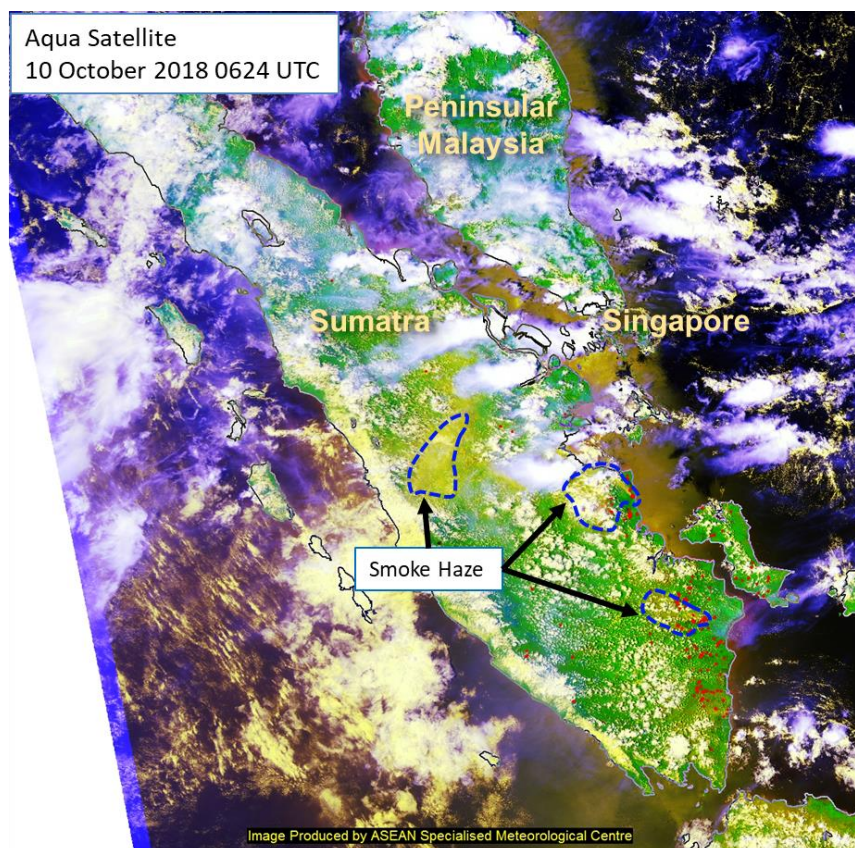 Aqua Satellite
10 October 2018 0624 UTC
Peninsular
Malaysia
Sumatra
Singapore
Smoke Haze
Image Produced by ASEAN Specialised Meteorological Centre